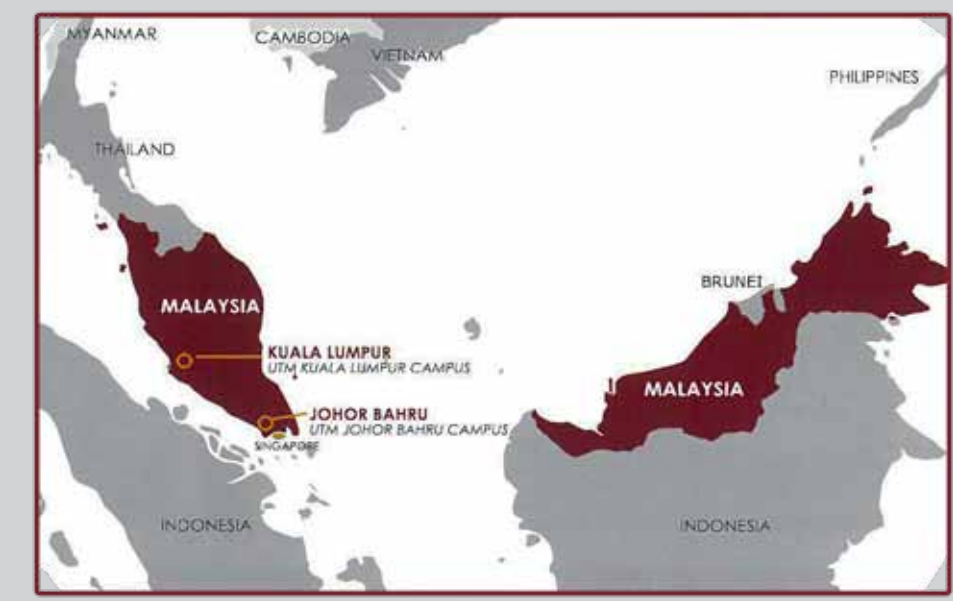 MYANMAR
CAMBODIA
VIETNAM
PHILIPPINES
THAILAND
BRUNEI
MALAYSIA
KUALA LUMPUR
UTM KUALA LUMPUR CAMPUS
MALAYSIA
JOHOR BAHRU
UTM JOHOR BAHRU CAMPUS
SINGAPORE
INDONESIA
INDONESIA